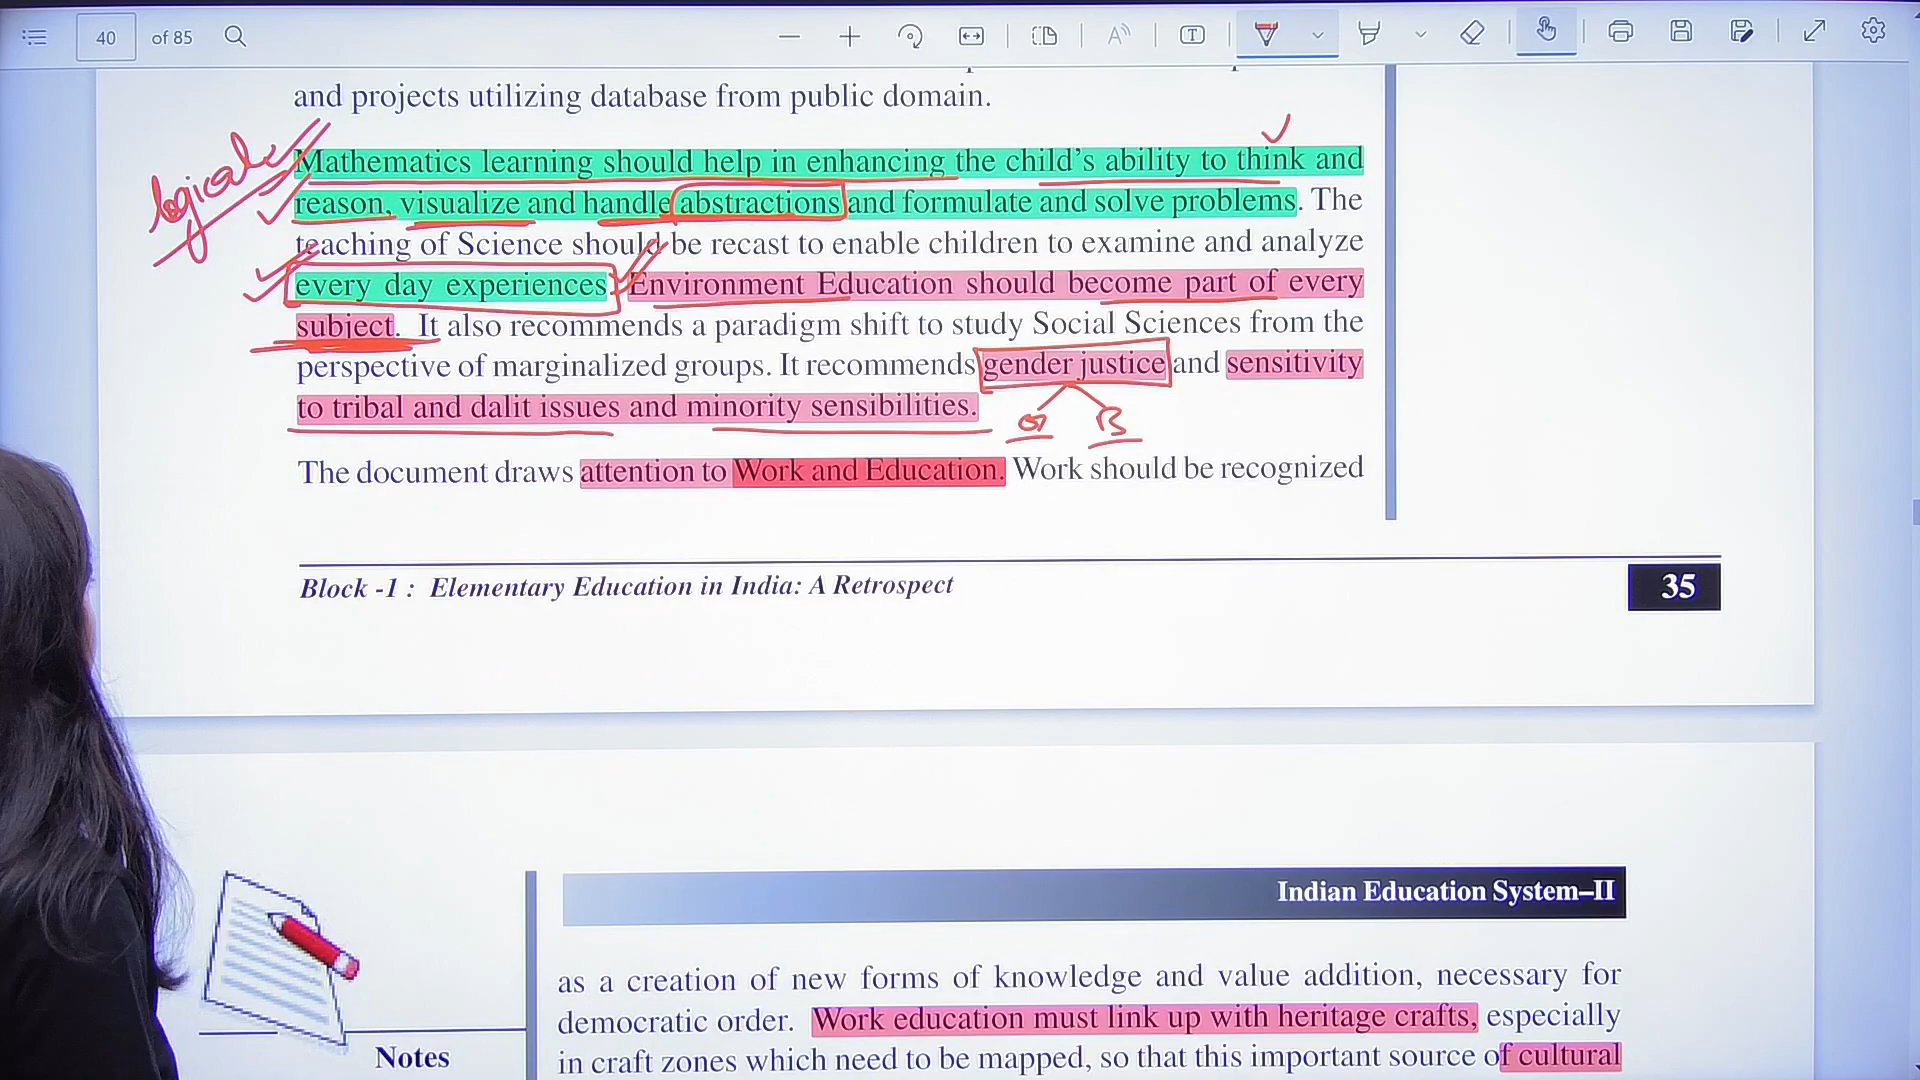 40 of 85
and projects utilizing database from public domain.
logical
Mathematics learning should help in enhancing the child's ability to think and
reason, visualize and handle abstractions and formulate and solve problems. The
teaching of Science should be recast to enable children to examine and analyze
every day experiences. Environment Education should become part of every
subject. It also recommends a paradigm shift to study Social Sciences from the
perspective of marginalized groups. It recommends gender justice and sensitivity
to tribal and dalit issues and minority sensibilities.
G B
The document draws attention to Work and Education. Work should be recognized
Block -1 : Elementary Education in India: A Retrospect
35
Indian Education System–II
as a creation of new forms of knowledge and value addition, necessary for
democratic order. Work education must link up with heritage crafts, especially
in craft zones which need to be mapped, so that this important source of cultural
Notes